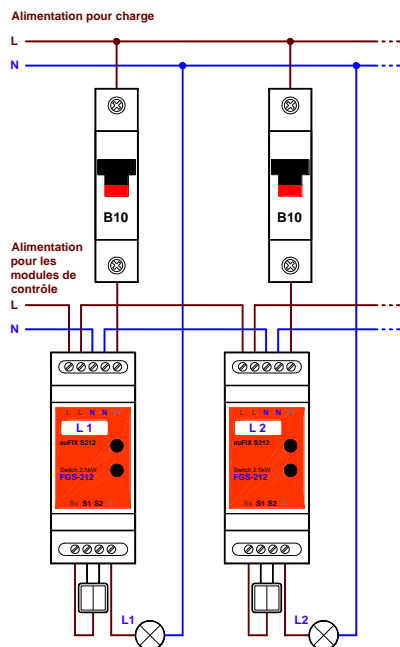 Alimentation pour charge
L
N
B10
B10
Alimentation
pour les
modules de
contrôle
L
N
L L N N
L L N N
L 1
L 2
euFIX S212
euFIX S212
Switch 2.5kW
FGS-212
Switch 2.5kW
FGS-212
Sx S1 S2
Sx S1 S2
L1
L2